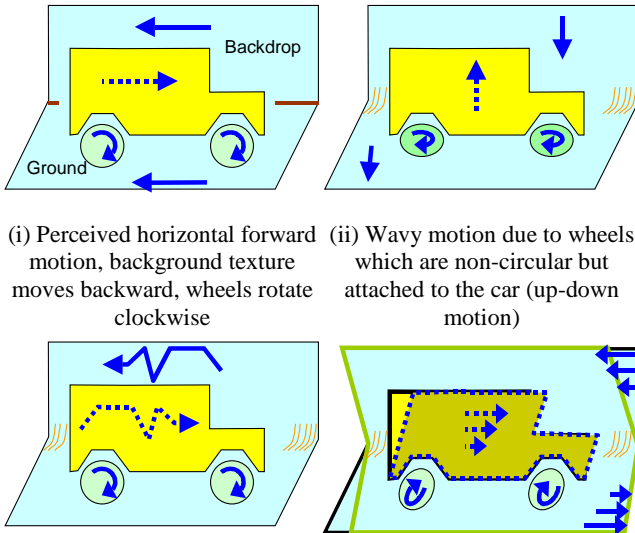 Backdrop
Ground
(i) Perceived horizontal forward
motion, background texture
moves backward, wheels rotate
clockwise
(ii) Wavy motion due to wheels
which are non-circular but
attached to the car (up-down
motion)